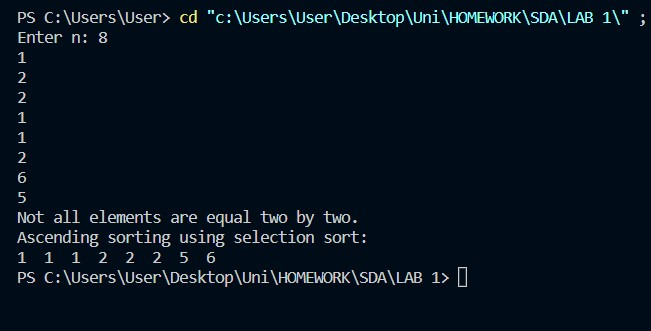 PS C:\Users\User> cd "c:\Users\User\Desktop\Uni\HOMEWORK\SDA\LAB 1\" ;
Enter n: 8
1
2
2
1
1
2
6
5
Not all elements are equal two by two.
Ascending sorting using selection sort:
1  1  1  2  2  2  5  6
PS C:\Users\User\Desktop\Uni\HOMEWORK\SDA\LAB 1>